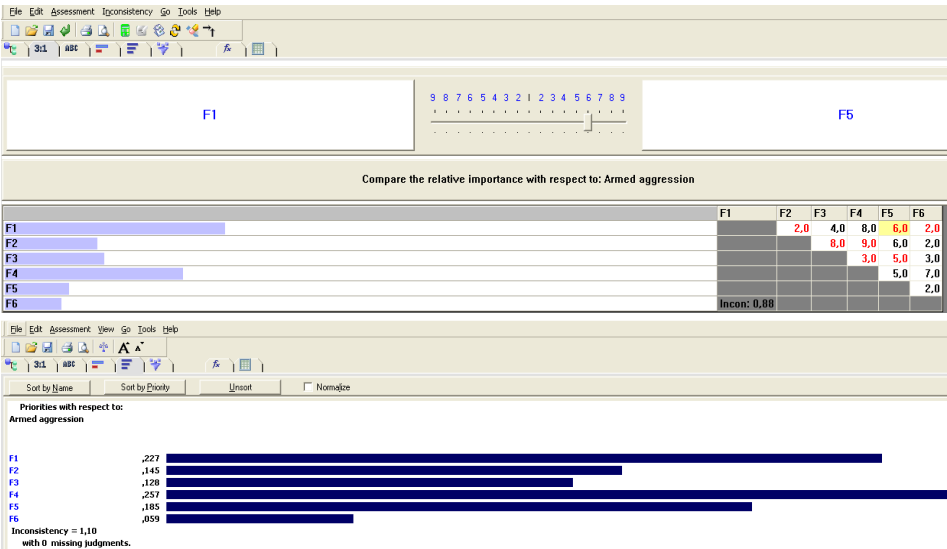 File Edit Assessment Inconsistency Go Tools Help
3:1 ABC fx
F1 9 8 7 6 5 4 3 2 1 2 3 4 5 6 7 8 9 F5
Compare the relative importance with respect to: Armed aggression
F1 F2 F3 F4 F5 F6
F1 2,0 4,0 8,0 6,0 2,0
F2 8,0 9,0 6,0 2,0
F3 3,0 5,0 3,0
F4 5,0 7,0
F5 2,0
F6 Incon: 0,88
File Edit Assessment View Go Tools Help
A A
3:1 ABC fx
Sort by Name Sort by Priority Unsort Normalize
Priorities with respect to:
Armed aggression
F1 ,227
F2 ,145
F3 ,128
F4 ,257
F5 ,185
F6 ,059
Inconsistency = 1,10
with 0 missing judgments.